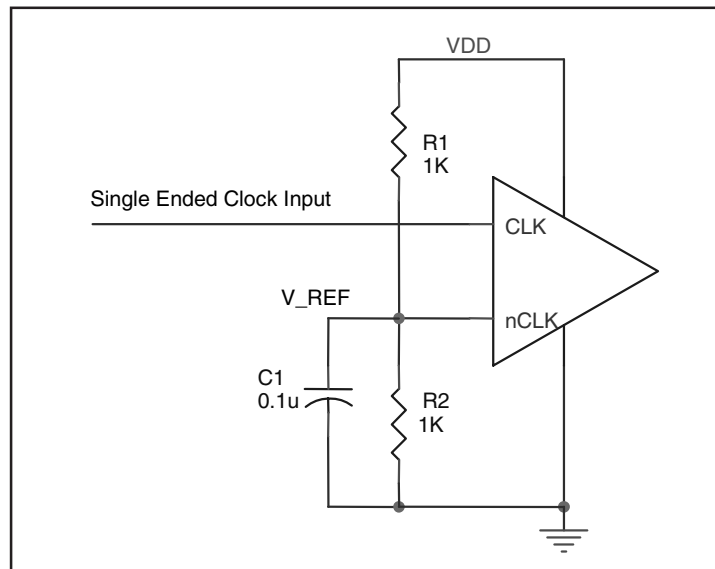 VDD
R1
1K
Single Ended Clock Input
CLK
V_REF
nCLK
C1
0.1u
R2
1K